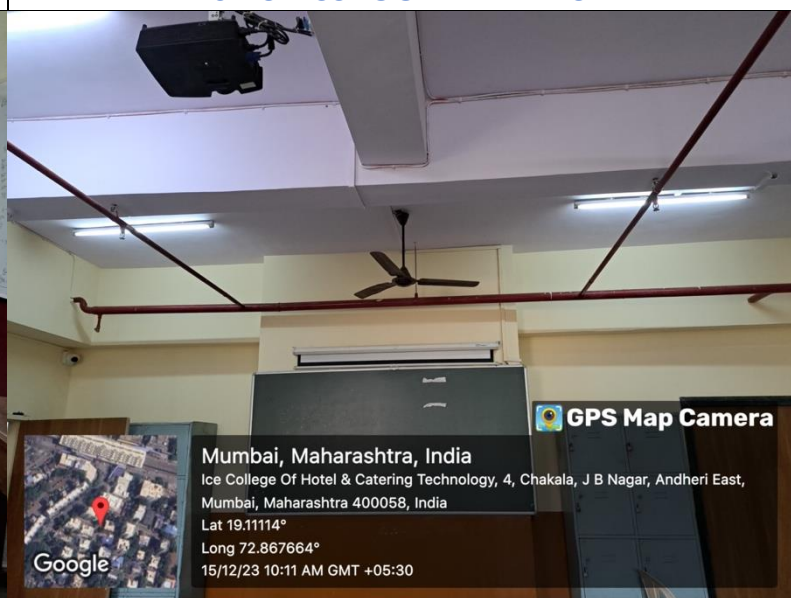 GPS Map Camera
Mumbai, Maharashtra, India
Ice College Of Hotel & Catering Technology, 4, Chakala, J B Nagar, Andheri East,
Mumbai, Maharashtra 400058, India
Lat 19.11114°
Long 72.867664°
15/12/23 10:11 AM GMT +05:30
Google